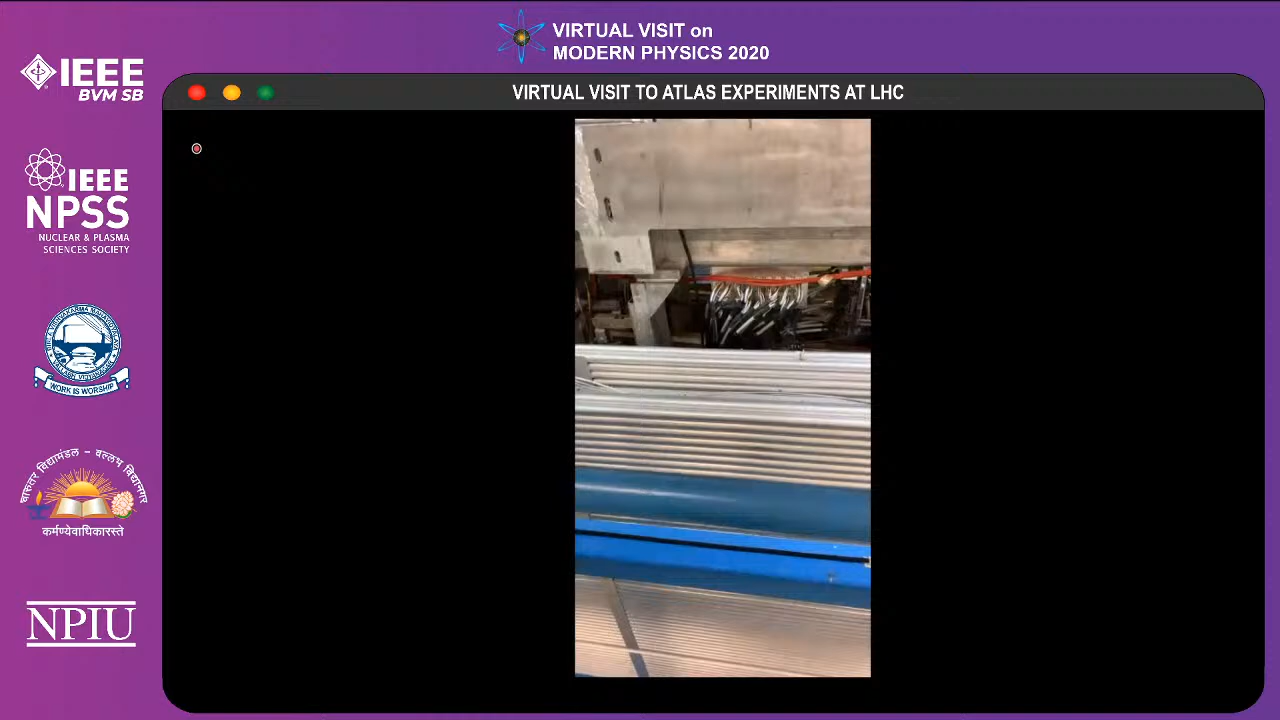 VIRTUAL VISIT on
MODERN PHYSICS 2020
VIRTUAL VISIT TO ATLAS EXPERIMENTS AT LHC
IEEE
BVM SB
IEEE
NPSS
NUCLEAR & PLASMA
SCIENCES SOCIETY
WORK IS WORSHIP
चारुतर विद्यामंडल - वल्लभ विद्यानगर
कर्मण्येवाधिकारस्ते
NPIU